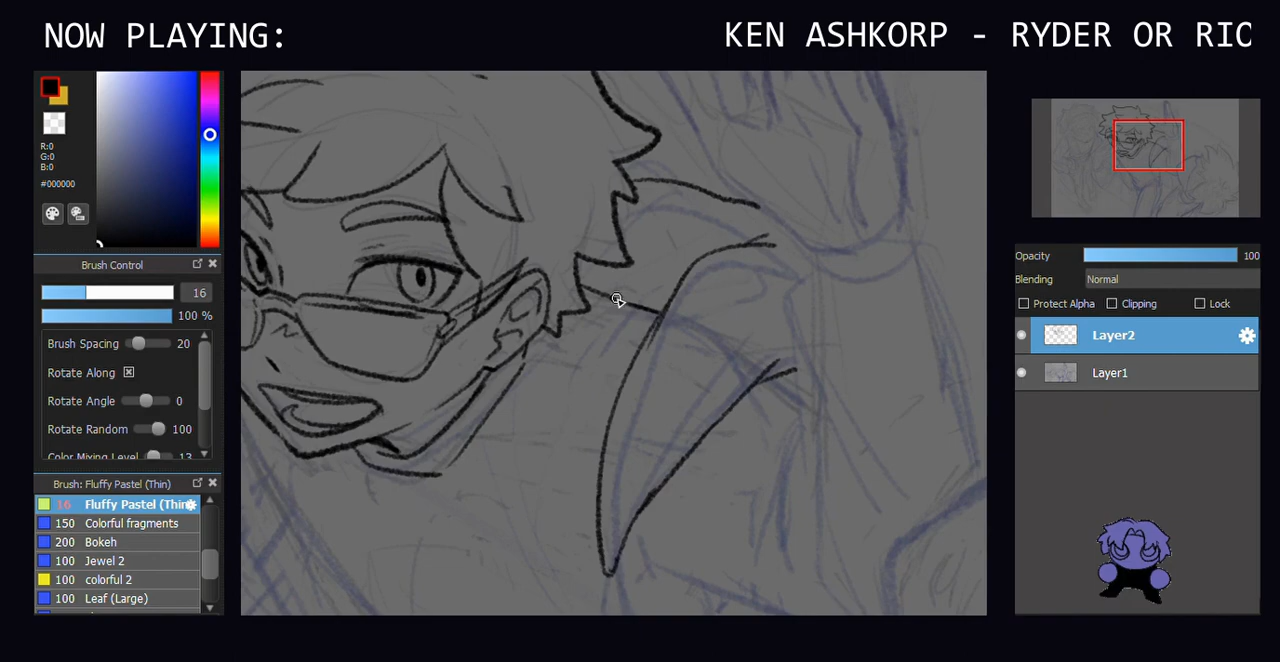 NOW PLAYING:
KEN ASHKORP - RYDER OR RIC
R:0
G:0
B:0
#000000
Brush Control
16
100 %
Brush Spacing 20
Rotate Along
Rotate Angle 0
Rotate Random 100
Color Mixing Level 13
Brush: Fluffy Pastel (Thin)
16 Fluffy Pastel (Thin
150 Colorful fragments
200 Bokeh
100 Jewel 2
100 colorful 2
100 Leaf (Large)
Opacity 100
Blending Normal
Protect Alpha Clipping Lock
Layer2
Layer1